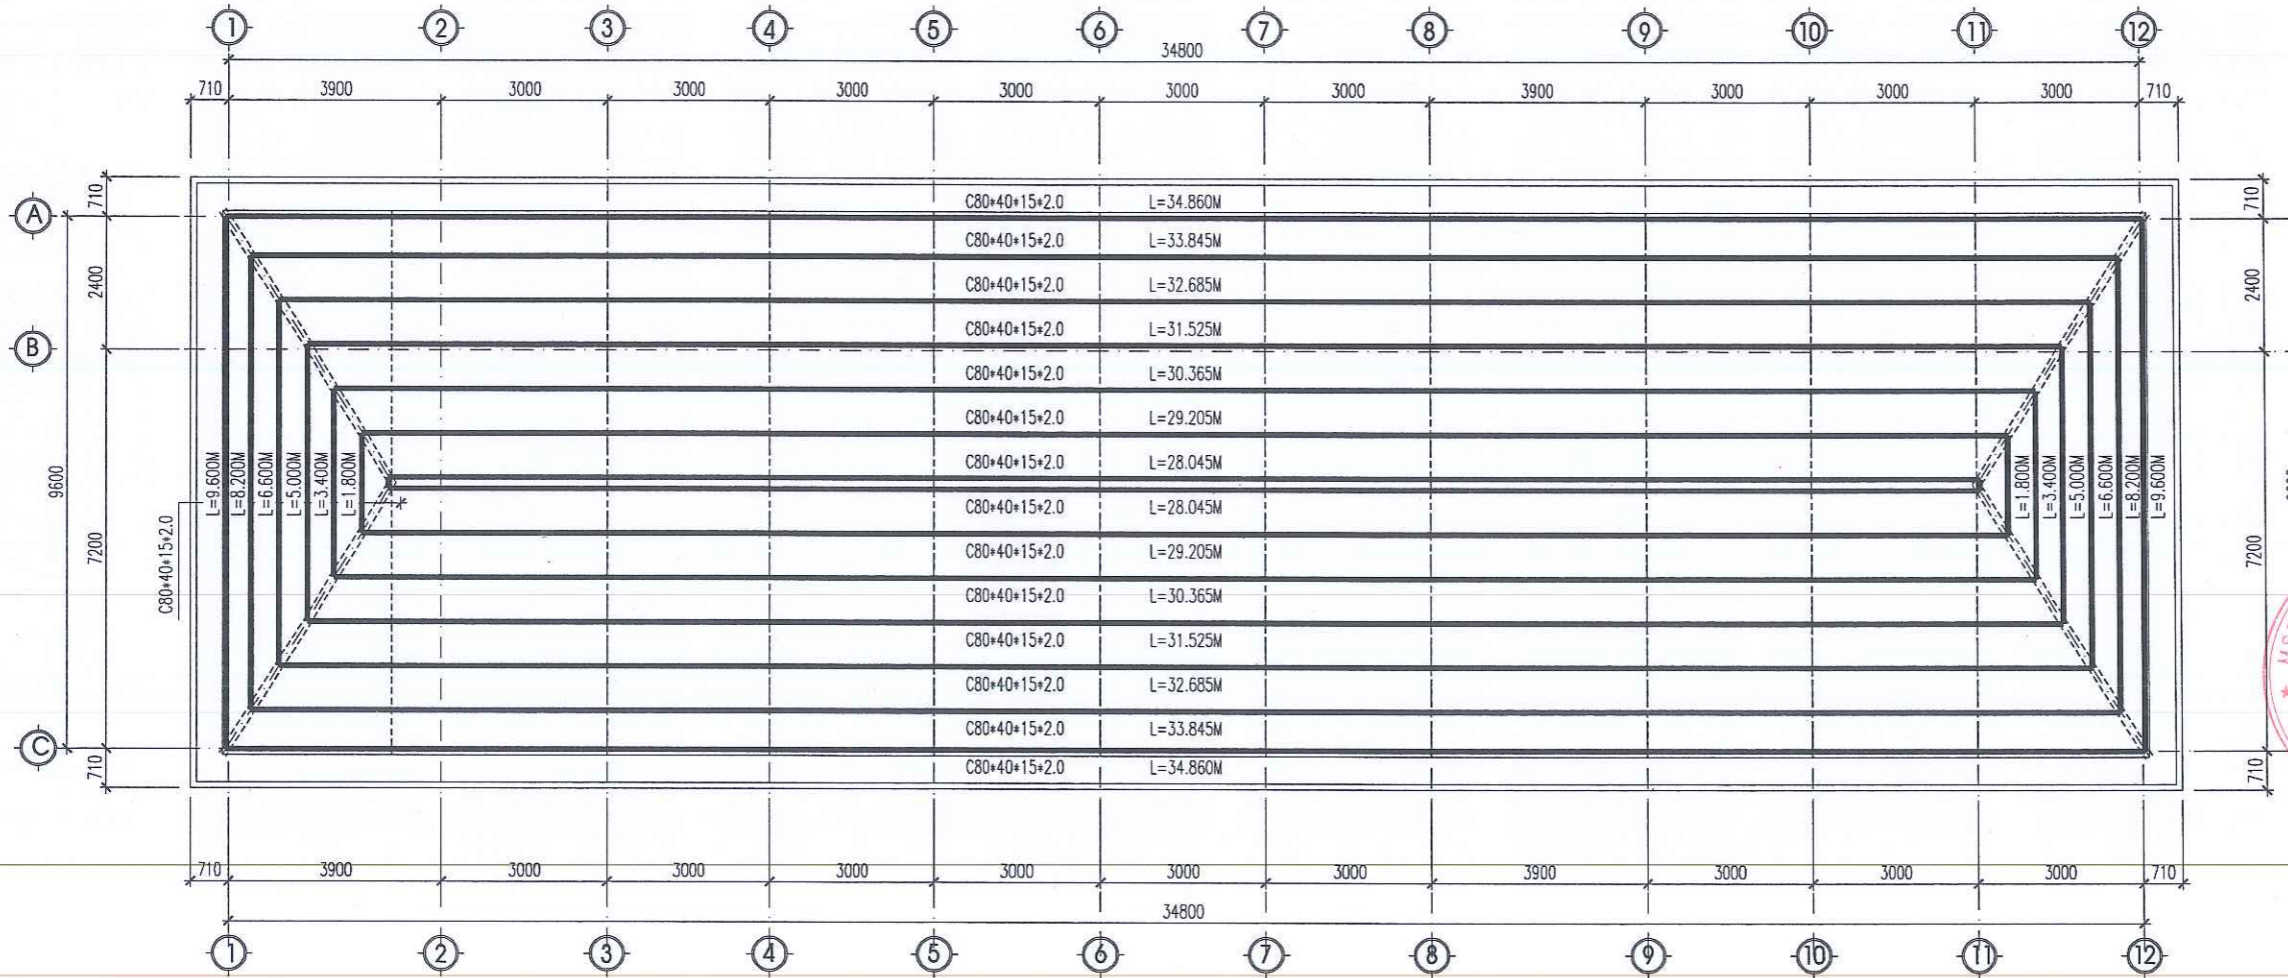 1 2 3 4 5 6 7 8 9 10 11 12
34800
710 3900 3000 3000 3000 3000 3000 3000 3900 3000 3000 3000 710
710
710
A
C80*40*15*2.0 L=34.860M
C80*40*15*2.0 L=33.845M
2400
2400
C80*40*15*2.0 L=32.685M
C80*40*15*2.0 L=31.525M
B
C80*40*15*2.0 L=30.365M
C80*40*15*2.0 L=29.205M
C80*40*15*2.0 L=28.045M
9600
L=9.600M
L=8.200M
L=6.600M
L=5.000M
L=3.400M
L=1.800M
L=1.800M
L=3.400M
L=5.000M
L=6.600M
L=8.200M
L=9.600M
C80*40*15*2.0 L=28.045M
7200
C80*40*15*2.0
7200
C80*40*15*2.0 L=29.205M
C80*40*15*2.0 L=30.365M
C80*40*15*2.0 L=31.525M
C80*40*15*2.0 L=32.685M
C80*40*15*2.0 L=33.845M
C
C80*40*15*2.0 L=34.860M
710
710
710 3900 3000 3000 3000 3000 3000 3000 3900 3000 3000 3000 710
34800
1 2 3 4 5 6 7 8 9 10 11 12